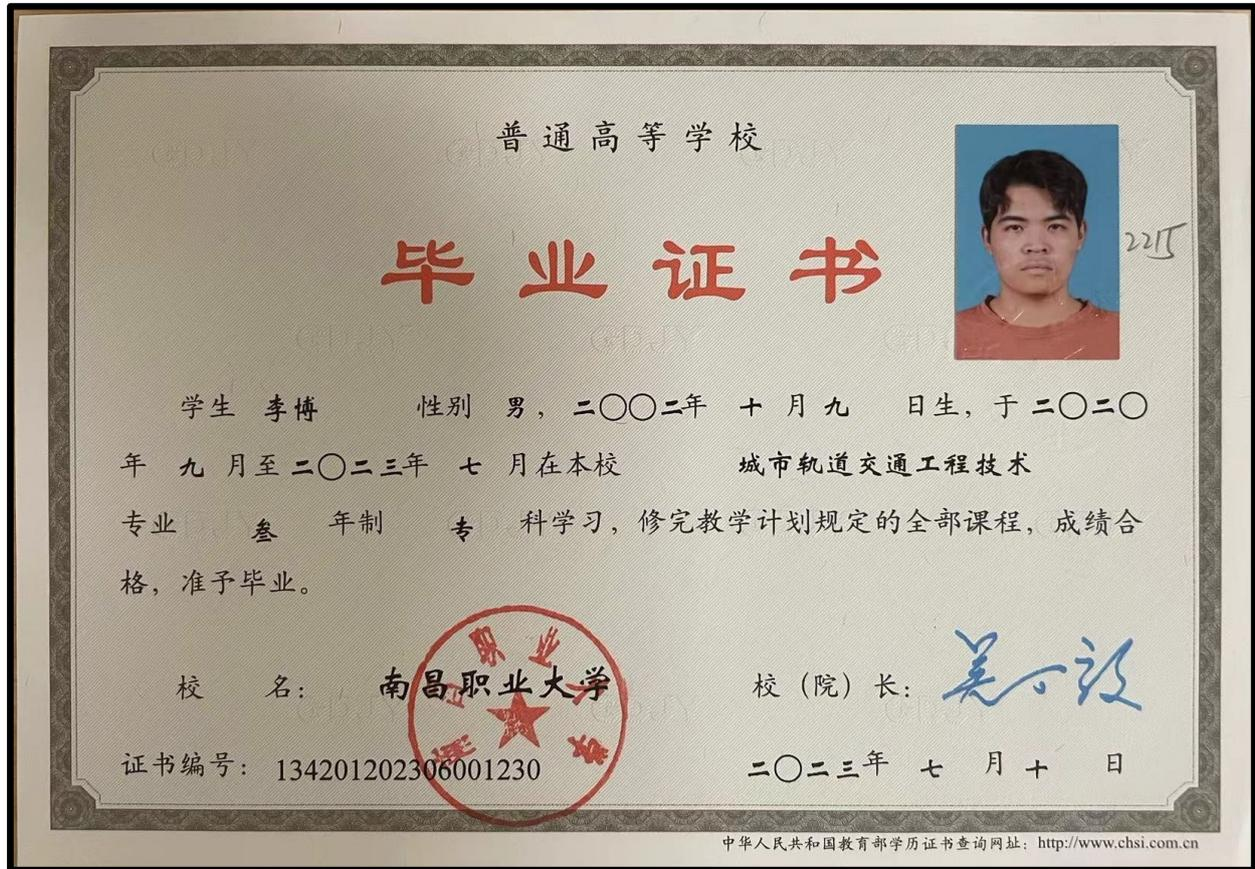 普通高等学校
毕业证书
2215
学生 李博 性别 男，二〇〇二年 十 月 九 日生，于 二〇二〇
年 九 月至 二〇二三年 七 月在本校 城市轨道交通工程技术
专业 叁 年制 专 科学习，修完教学计划规定的全部课程，成绩合
格，准予毕业。
南昌职业大学
校 名： 南昌职业大学 校（院）长：
证书编号： 134201202306001230 二〇二三年 七 月 十 日
中华人民共和国教育部学历证书查询网址：http://www.chsi.com.cn